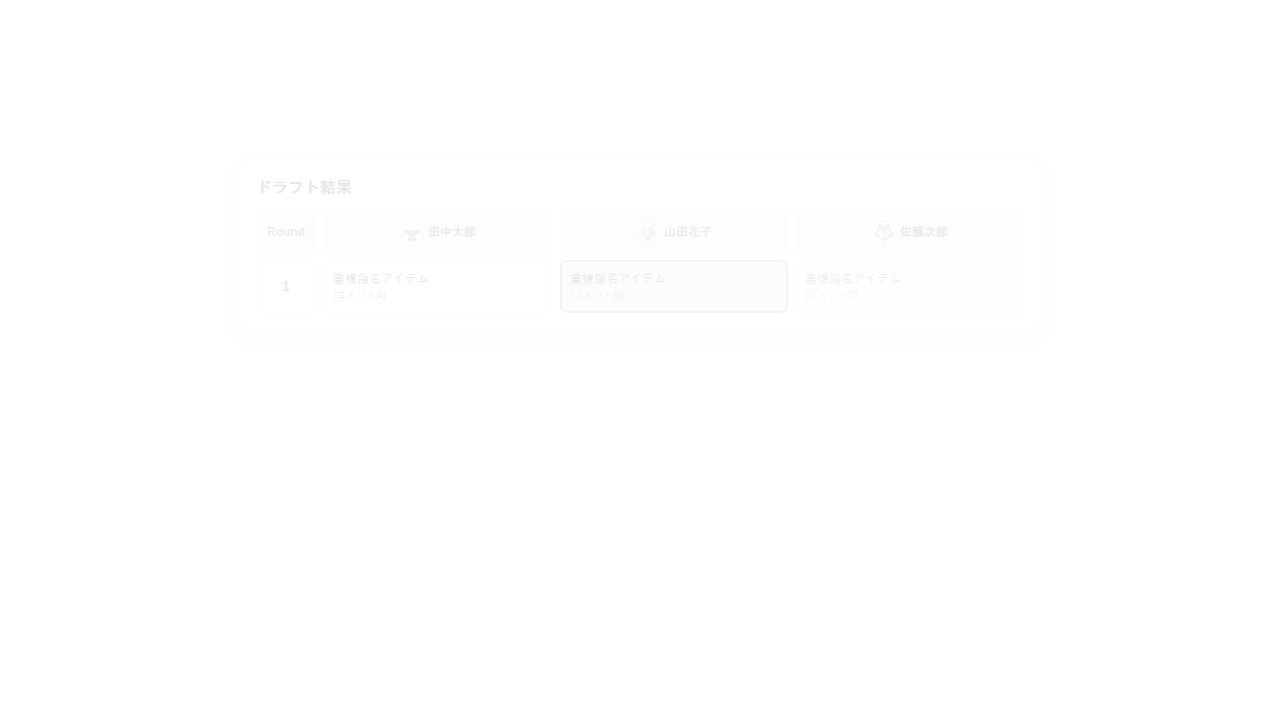 ドラフト結果
Round
田中太郎
山田花子
佐藤次郎
1
重複指名アイテム
(コメントA)
重複指名アイテム
(コメントB)
重複指名アイテム
(コメントC)